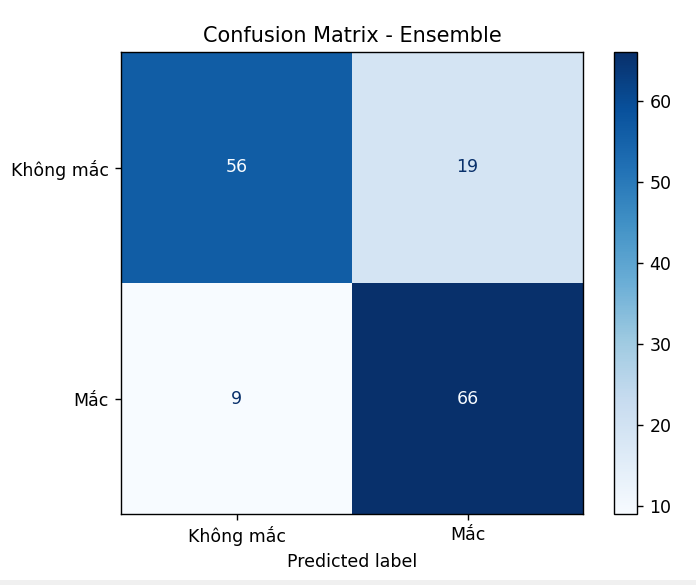 Confusion Matrix - Ensemble
Không mắc
56
19
Mắc
9
66
Không mắc
Mắc
Predicted label
60
50
40
30
20
10